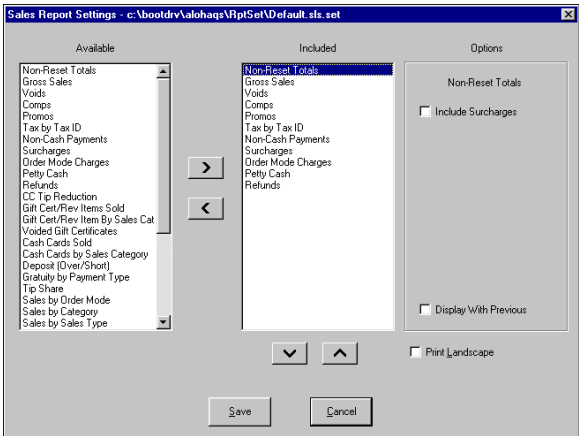 Sales Report Settings - c:\bootdrv\alohaqs\RptSet\Default.sls.set
Available
Non-Reset Totals
Gross Sales
Voids
Comps
Promos
Tax by Tax ID
Non-Cash Payments
Surcharges
Order Mode Charges
Petty Cash
Refunds
CC Tip Reduction
Gift Cert/Rev Items Sold
Gift Cert/Rev Item By Sales Cat
Voided Gift Certificates
Cash Cards Sold
Cash Cards by Sales Category
Deposit (Over/Short)
Gratuity by Payment Type
Tip Share
Sales by Order Mode
Sales by Category
Sales by Sales Type
Included
Non-Reset Totals
Gross Sales
Voids
Comps
Promos
Tax by Tax ID
Non-Cash Payments
Surcharges
Order Mode Charges
Petty Cash
Refunds
Options
Non-Reset Totals
Include Surcharges
Display With Previous
Print Landscape
Save
Cancel